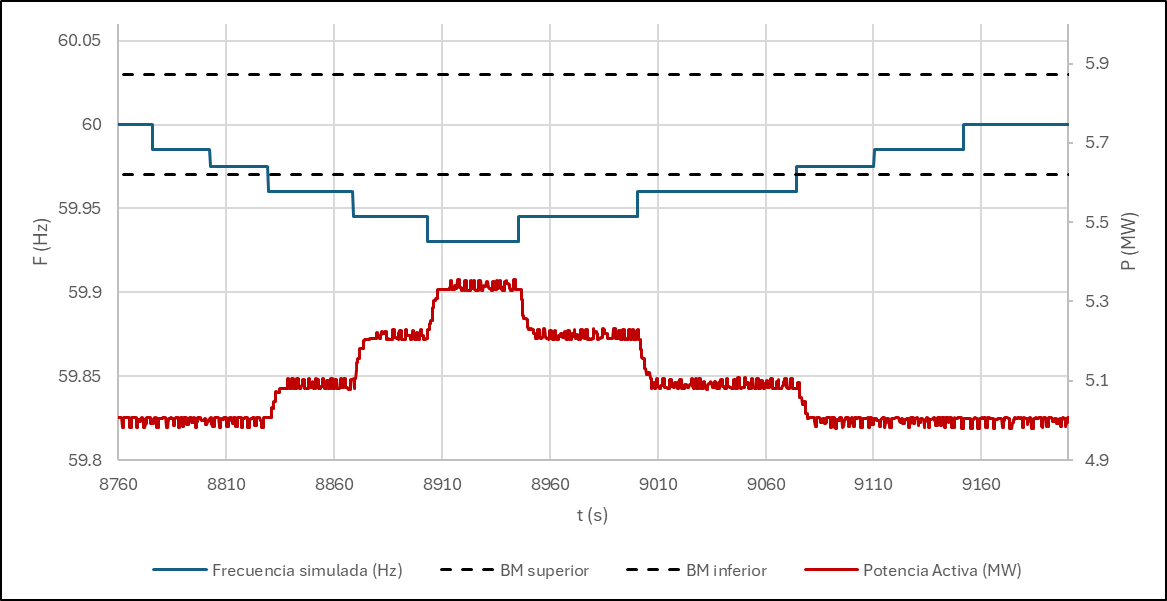 60.05
60
59.95
59.9
59.85
59.8
F (Hz)
5.9
5.7
5.5
5.3
5.1
4.9
P (MW)
8760 8810 8860 8910 8960 9010 9060 9110 9160
t (s)
Frecuencia simulada (Hz) BM superior BM inferior Potencia Activa (MW)